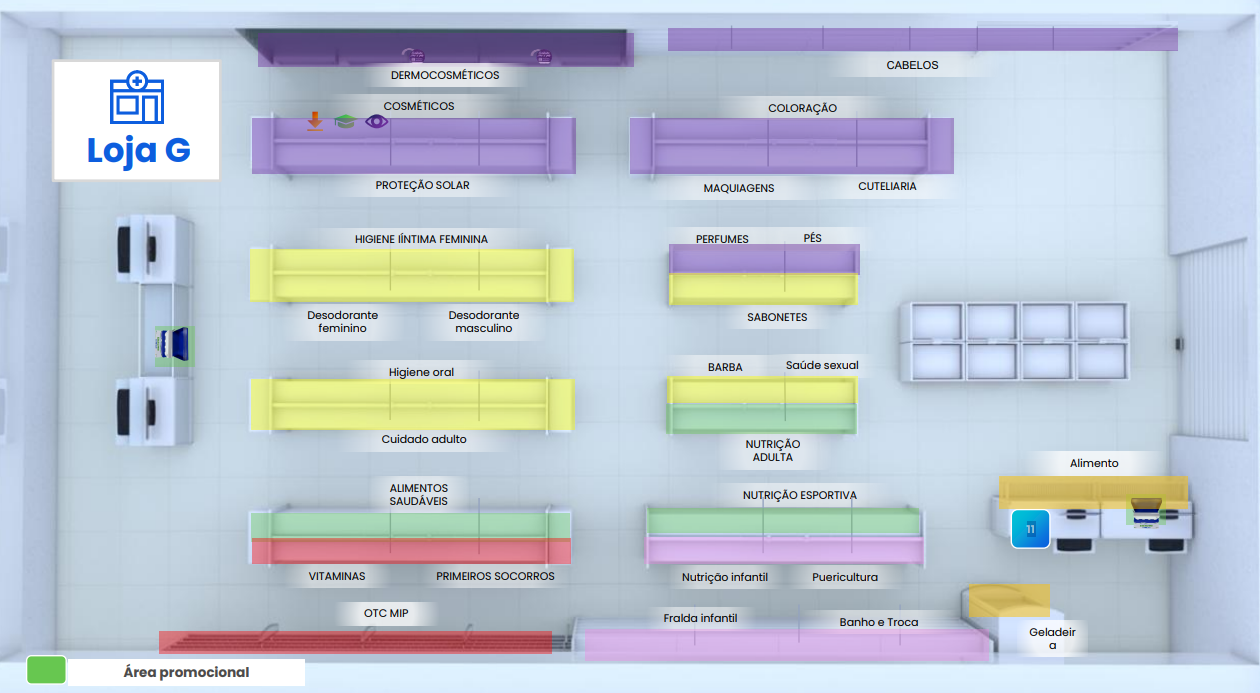 DERMOCOSMÉTICOS
CABELOS
Loja G
COSMÉTICOS
COLORAÇÃO
PROTEÇÃO SOLAR
MAQUIAGENS
CUTELIARIA
HIGIENE IÍNTIMA FEMININA
PERFUMES
PÉS
Desodorante
feminino
Desodorante
masculino
SABONETES
Higiene oral
BARBA
Saúde sexual
Cuidado adulto
NUTRIÇÃO
ADULTA
Alimento
ALIMENTOS
SAUDÁVEIS
NUTRIÇÃO ESPORTIVA
11
VITAMINAS
PRIMEIROS SOCORROS
Nutrição infantil
Puericultura
OTC MIP
Fralda infantil
Banho e Troca
Geladeir
a
Área promocional